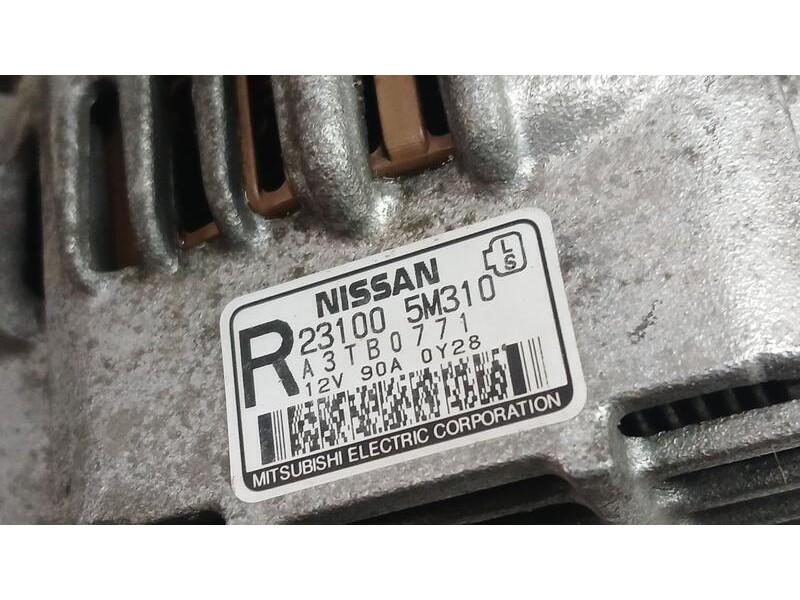 NISSAN
L
S
R
23100 5M310
A3TB0771
12V 90A 0Y28
MITSUBISHI ELECTRIC CORPORATION